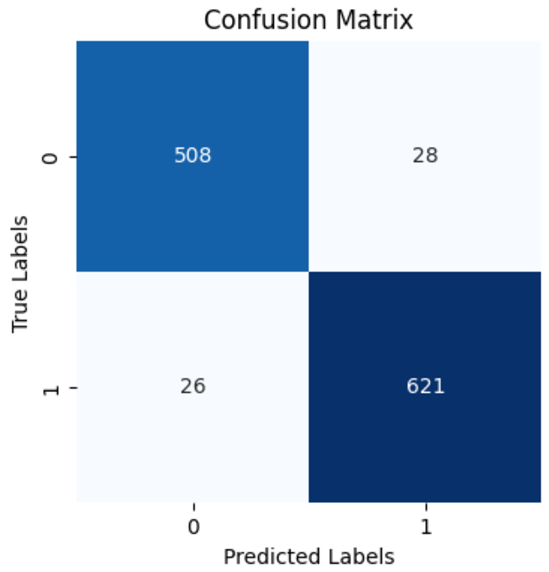 Confusion Matrix
True Labels
0
508
28
1
26
621
0
1
Predicted Labels